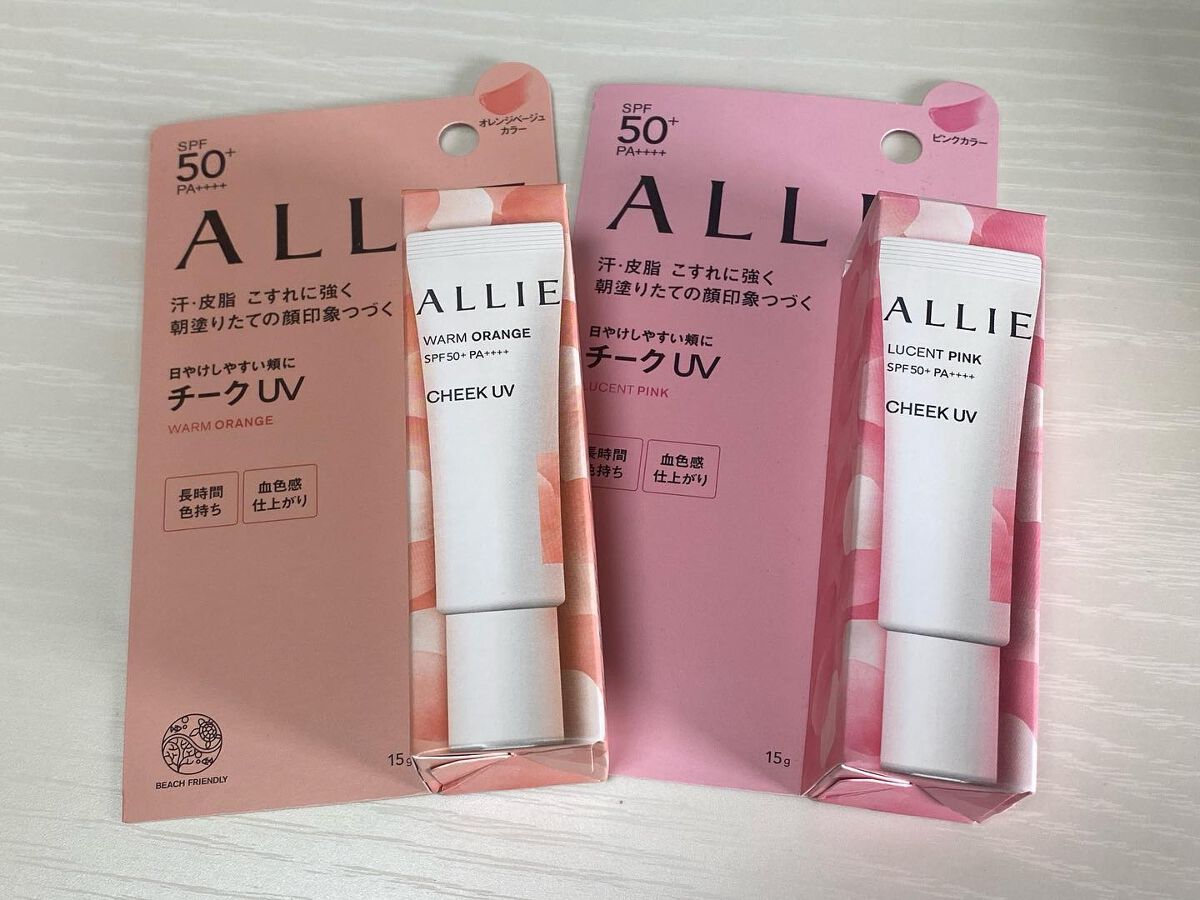 オレンジベージュ
カラー
SPF
50+
PA++++
ALL
汗・皮脂 こすれに強く
朝塗りたての顔印象つづく
日やけしやすい頬に
チークUV
WARM ORANGE
長時間
色持ち
血色感
仕上がり
BEACH FRIENDLY
15g
ALLIE
WARM ORANGE
SPF50+ PA++++
CHEEK UV
ピンクカラー
SPF
50+
PA++++
ALL
汗・皮脂 こすれに強く
朝塗りたての顔印象つづく
日やけしやすい頬に
チークUV
LUCENT PINK
長時間
色持ち
血色感
仕上がり
15g
ALLIE
LUCENT PINK
SPF50+ PA++++
CHEEK UV